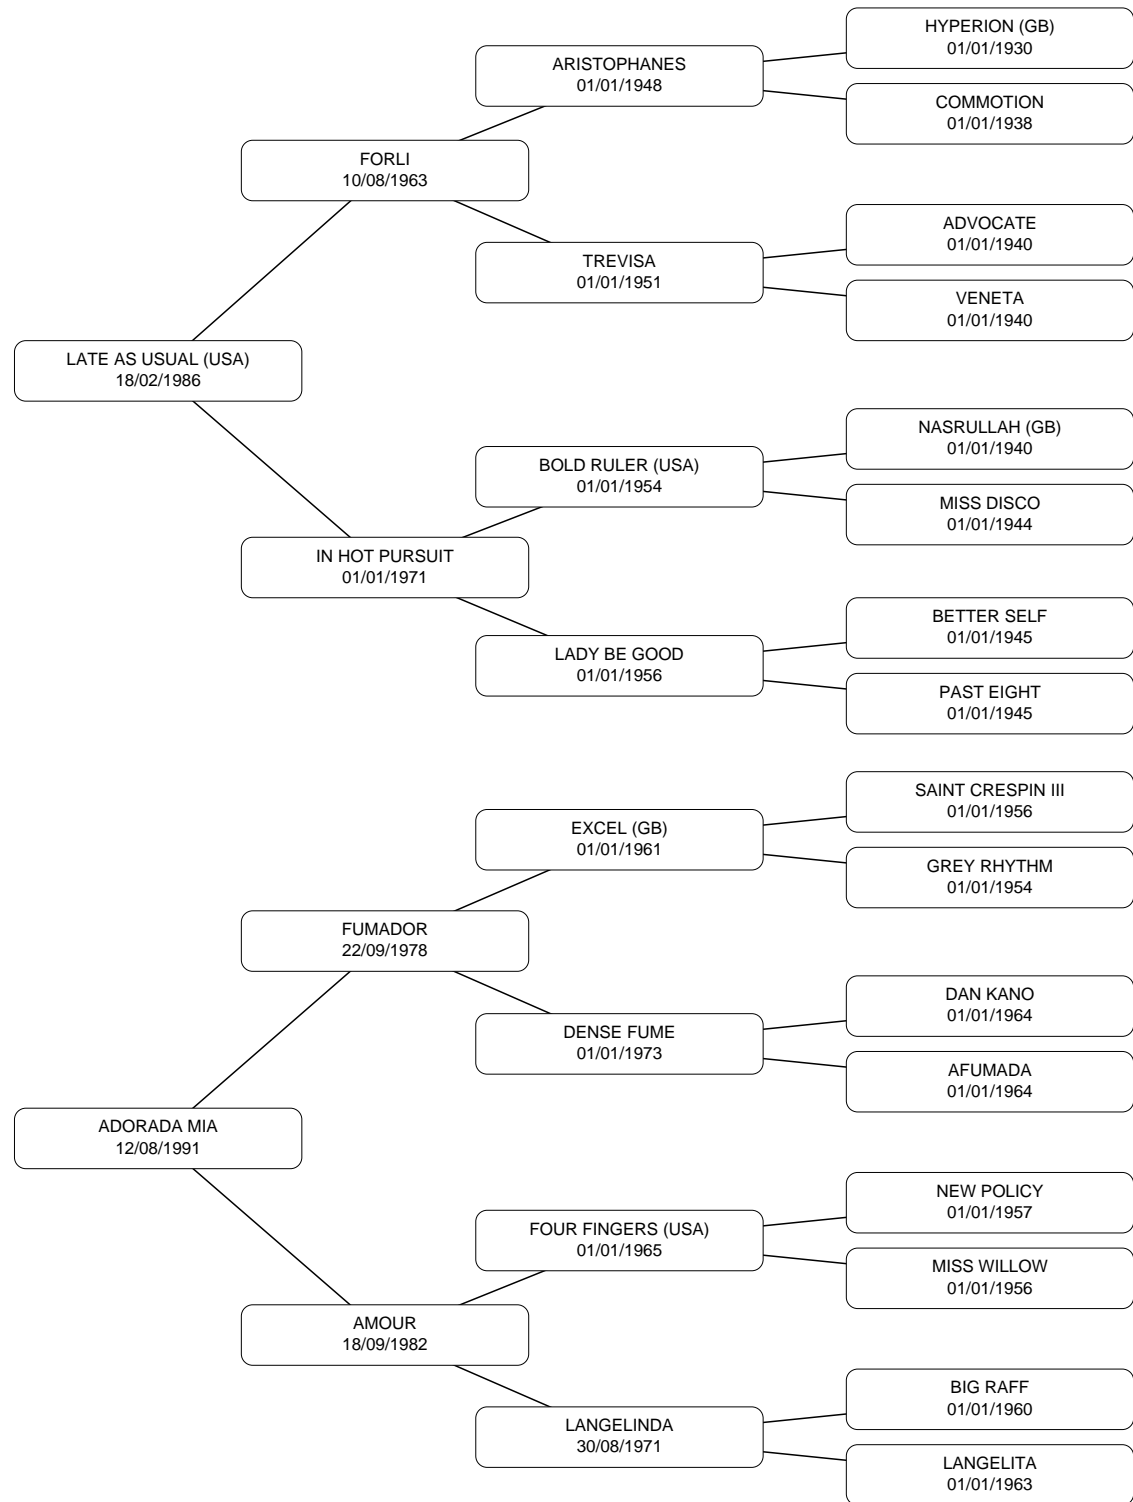 HYPERION (GB)
01/01/1930
ARISTOPHANES
01/01/1948
COMMOTION
01/01/1938
FORLI
10/08/1963
ADVOCATE
01/01/1940
TREVISA
01/01/1951
VENETA
01/01/1940
LATE AS USUAL (USA)
18/02/1986
NASRULLAH (GB)
01/01/1940
BOLD RULER (USA)
01/01/1954
MISS DISCO
01/01/1944
IN HOT PURSUIT
01/01/1971
BETTER SELF
01/01/1945
LADY BE GOOD
01/01/1956
PAST EIGHT
01/01/1945
SAINT CRESPIN III
01/01/1956
EXCEL (GB)
01/01/1961
GREY RHYTHM
01/01/1954
FUMADOR
22/09/1978
DAN KANO
01/01/1964
DENSE FUME
01/01/1973
AFUMADA
01/01/1964
ADORADA MIA
12/08/1991
NEW POLICY
01/01/1957
FOUR FINGERS (USA)
01/01/1965
MISS WILLOW
01/01/1956
AMOUR
18/09/1982
BIG RAFF
01/01/1960
LANGELINDA
30/08/1971
LANGELITA
01/01/1963